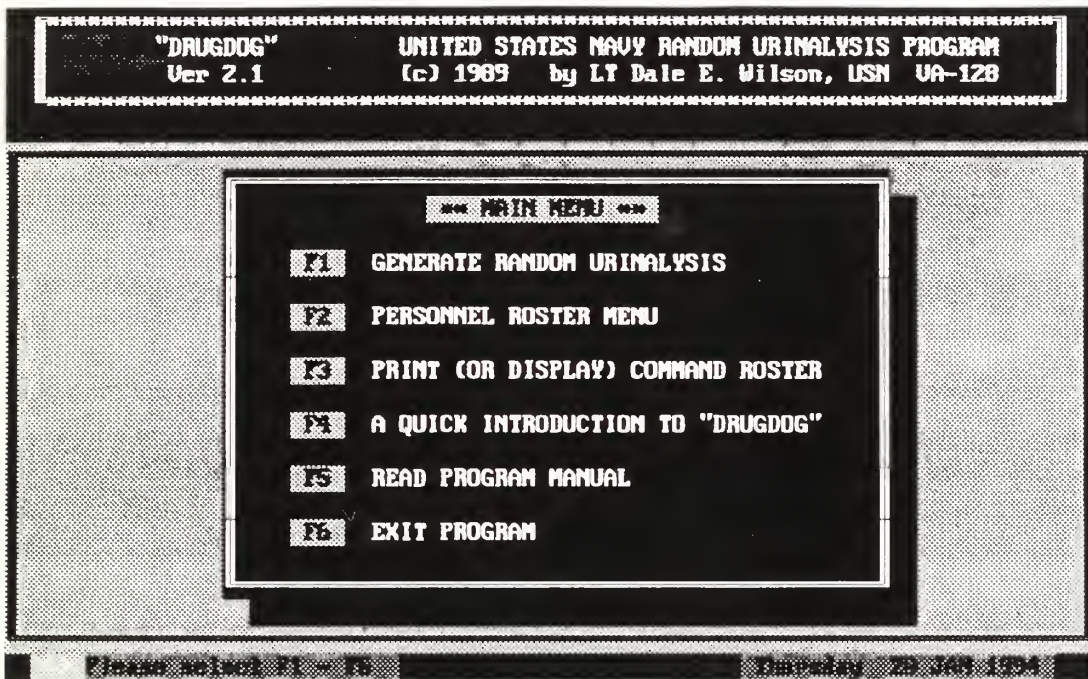 "DRUGDOG" UNITED STATES NAVY RANDOM URINALYSIS PROGRAM
Ver 2.1 (c) 1989 by LT Dale E. Wilson, USN VA-128
== MAIN MENU ==
F1 GENERATE RANDOM URINALYSIS
F2 PERSONNEL ROSTER MENU
F3 PRINT (OR DISPLAY) COMMAND ROSTER
F4 A QUICK INTRODUCTION TO "DRUGDOG"
F5 READ PROGRAM MANUAL
F6 EXIT PROGRAM
Please select F1 - F6 Thursday 20 JAN 1994